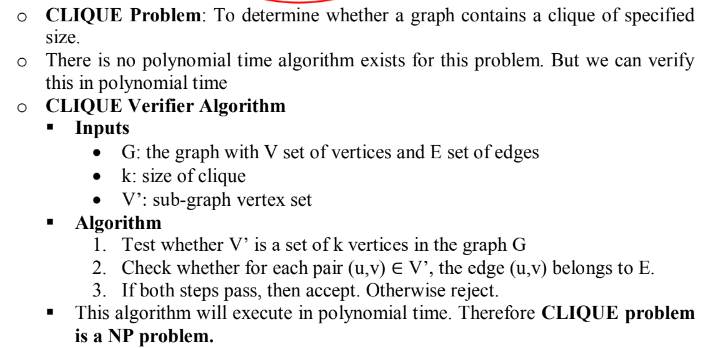 o CLIQUE Problem: To determine whether a graph contains a clique of specified
size.
o There is no polynomial time algorithm exists for this problem. But we can verify
this in polynomial time
o CLIQUE Verifier Algorithm
▪ Inputs
• G: the graph with V set of vertices and E set of edges
• k: size of clique
• V’: sub-graph vertex set
▪ Algorithm
1. Test whether V’ is a set of k vertices in the graph G
2. Check whether for each pair (u,v) ∈ V’, the edge (u,v) belongs to E.
3. If both steps pass, then accept. Otherwise reject.
▪ This algorithm will execute in polynomial time. Therefore CLIQUE problem
is a NP problem.